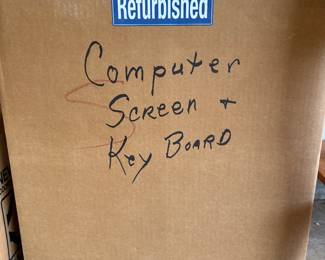 Refurbished
Computer
Screen +
Key Board